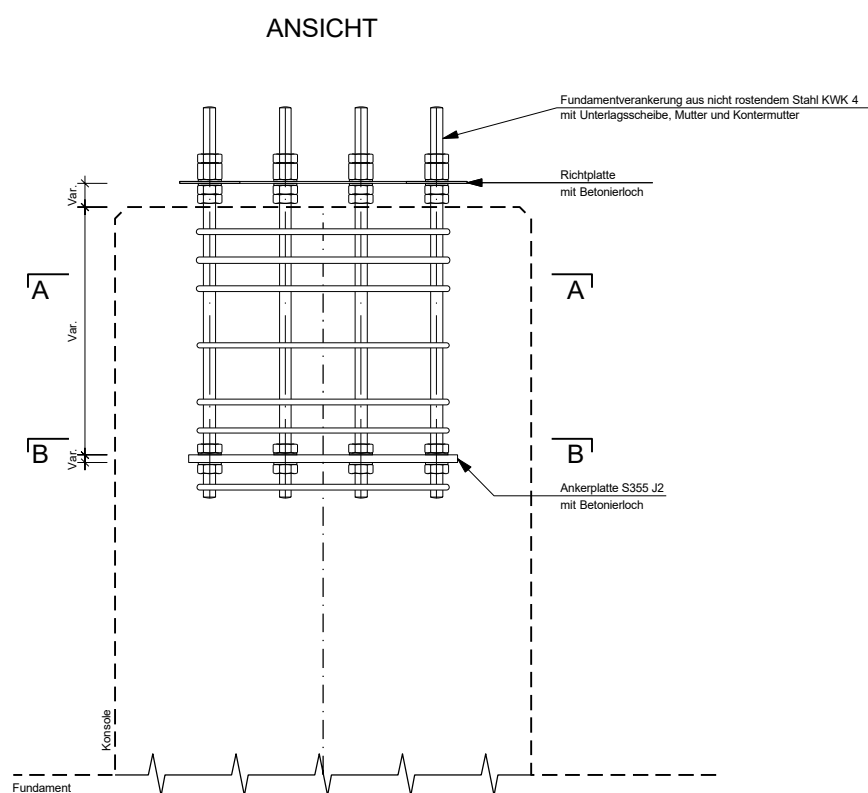 ANSICHT
Fundamentverankerung aus nicht rostendem Stahl KWK 4
mit Unterlagsscheibe, Mutter und Kontermutter
Richtplatte
mit Betonierloch
Var.
A
A
Var.
B
B
Var.
Ankerplatte S355 J2
mit Betonierloch
Konsole
Fundament